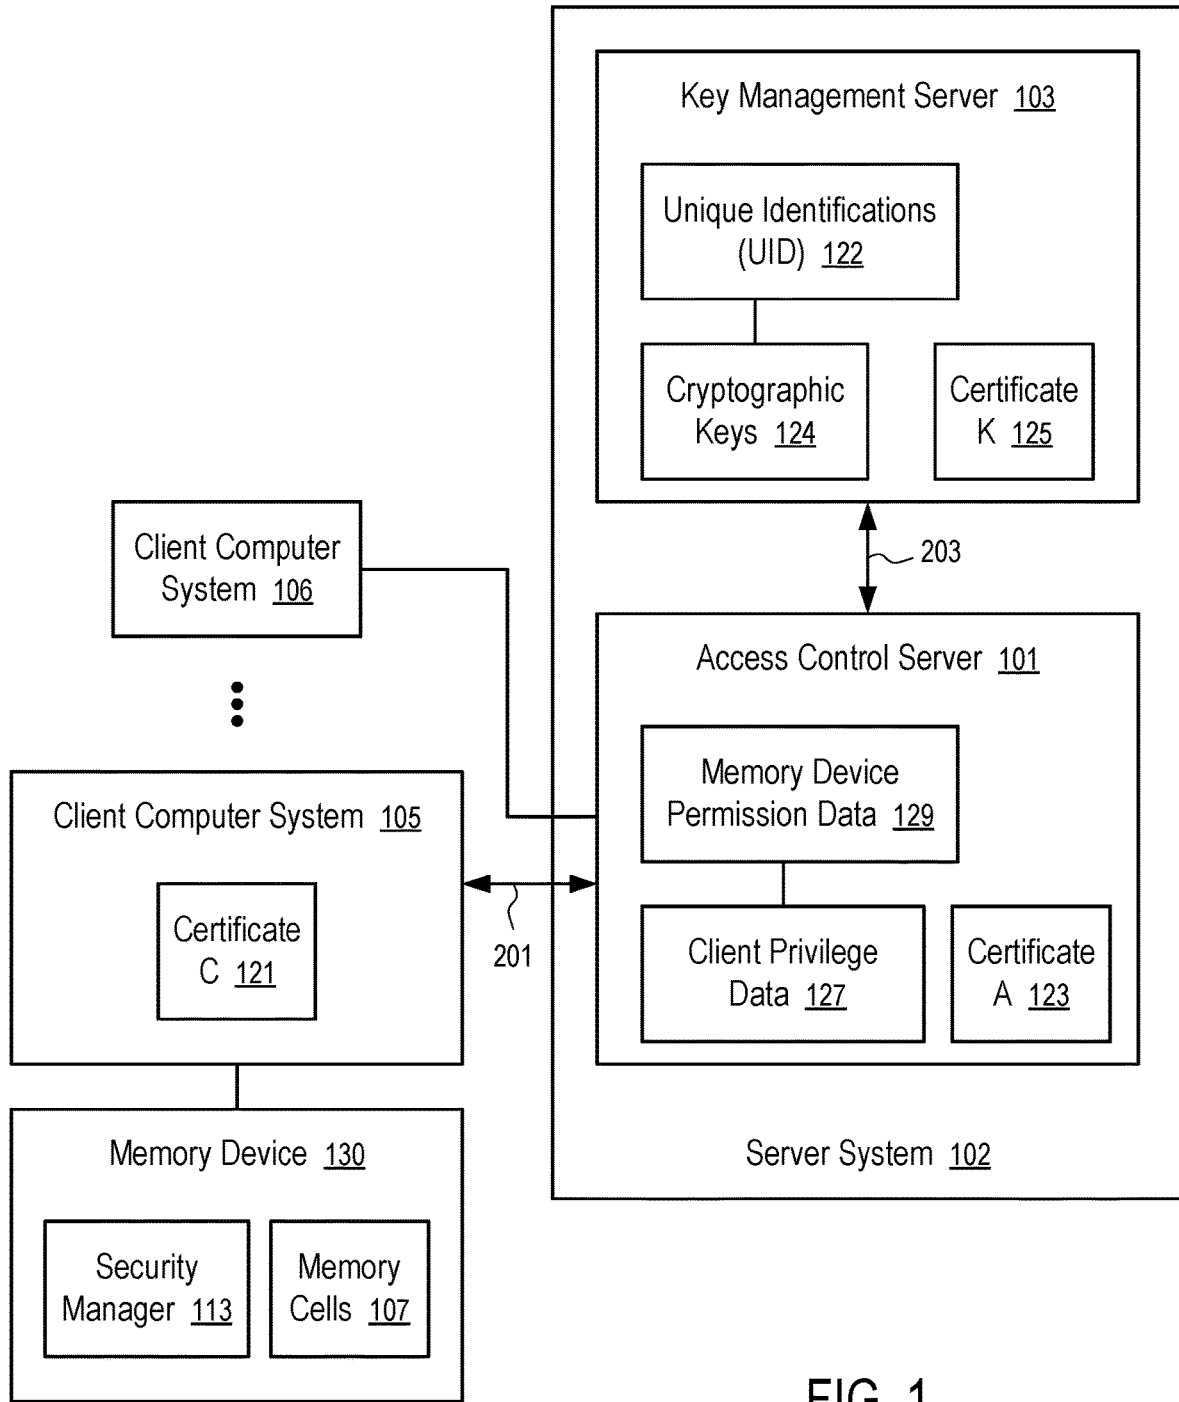 Key Management Server 103
Unique Identifications
(UID) 122
Cryptographic
Keys 124
Certificate
K 125
203
Client Computer
System 106
Access Control Server 101
Memory Device
Permission Data 129
Client Computer System 105
Certificate
C 121
201
Client Privilege
Data 127
Certificate
A 123
Memory Device 130
Server System 102
Security
Manager 113
Memory
Cells 107
FIG. 1